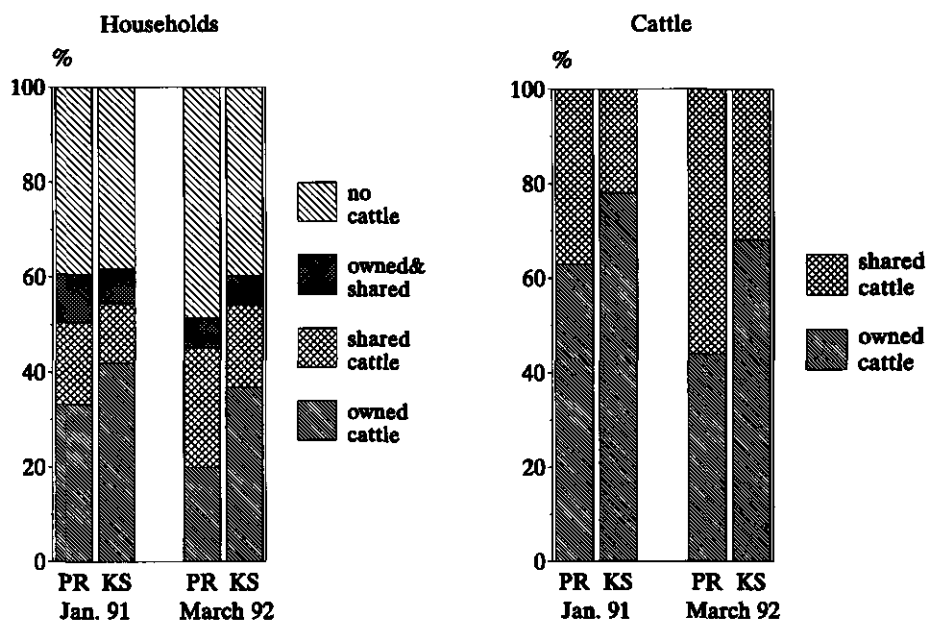 Households
%
100
80
60
40
20
0
PR KS
Jan. 91
PR KS
March 92
no
cattle
owned&
shared
shared
cattle
owned
cattle
Cattle
%
100
80
60
40
20
0
PR KS
Jan. 91
PR KS
March 92
shared
cattle
owned
cattle